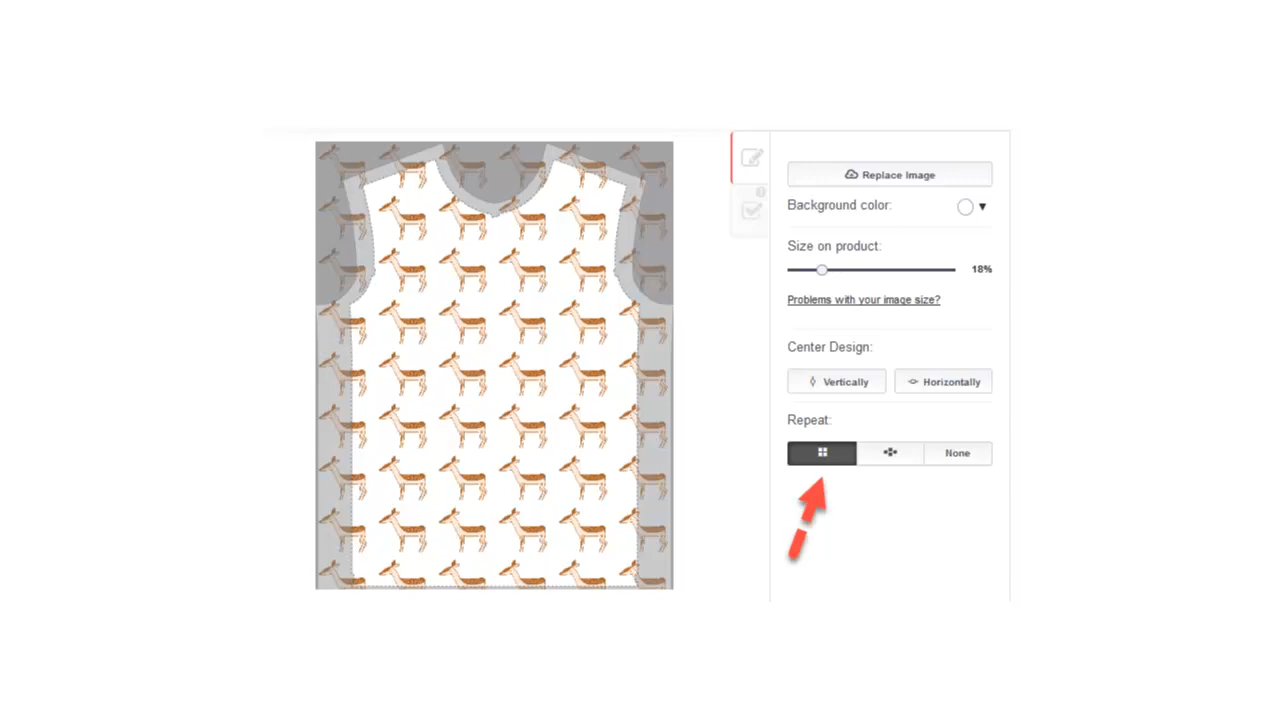 Replace Image
Background color:
Size on product:
18%
Problems with your image size?
Center Design:
Vertically Horizontally
Repeat:
None